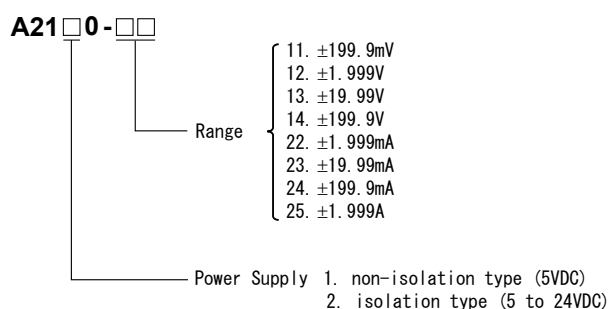 A21□0-□□
11. ±199.9mV
12. ±1.999V
13. ±19.99V
14. ±199.9V
Range
22. ±1.999mA
23. ±19.99mA
24. ±199.9mA
25. ±1.999A
Power Supply 1. non-isolation type (5VDC)
2. isolation type (5 to 24VDC)